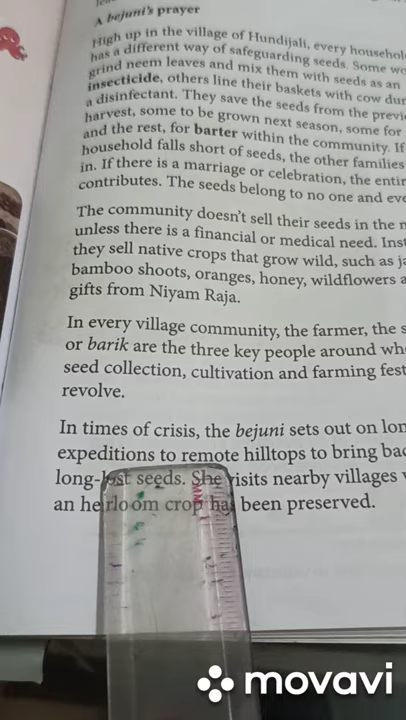 A bejuni's prayer
High up in the village of Hundijali, every
has a different way of safeguarding seeds. Some
grind neem leaves and mix them with seeds as an
insecticide, others line their baskets with cow
a disinfectant. They save the seeds from the
harvest, some to be grown next season, some for
and the rest, for barter within the community. If
household falls short of seeds, the other families
in. If there is a marriage or celebration, the
contributes. The seeds belong to no one and
The community doesn't sell their seeds in the
unless there is a financial or medical need.
they sell native crops that grow wild, such as
bamboo shoots, oranges, honey, wildflowers
gifts from Niyam Raja.
In every village community, the farmer, the
or barik are the three key people around
seed collection, cultivation and farming
revolve.
In times of crisis, the bejuni sets out on
expeditions to remote hilltops to bring
long-lost seeds. She visits nearby villages
an heirloom crop has been preserved.
movavi